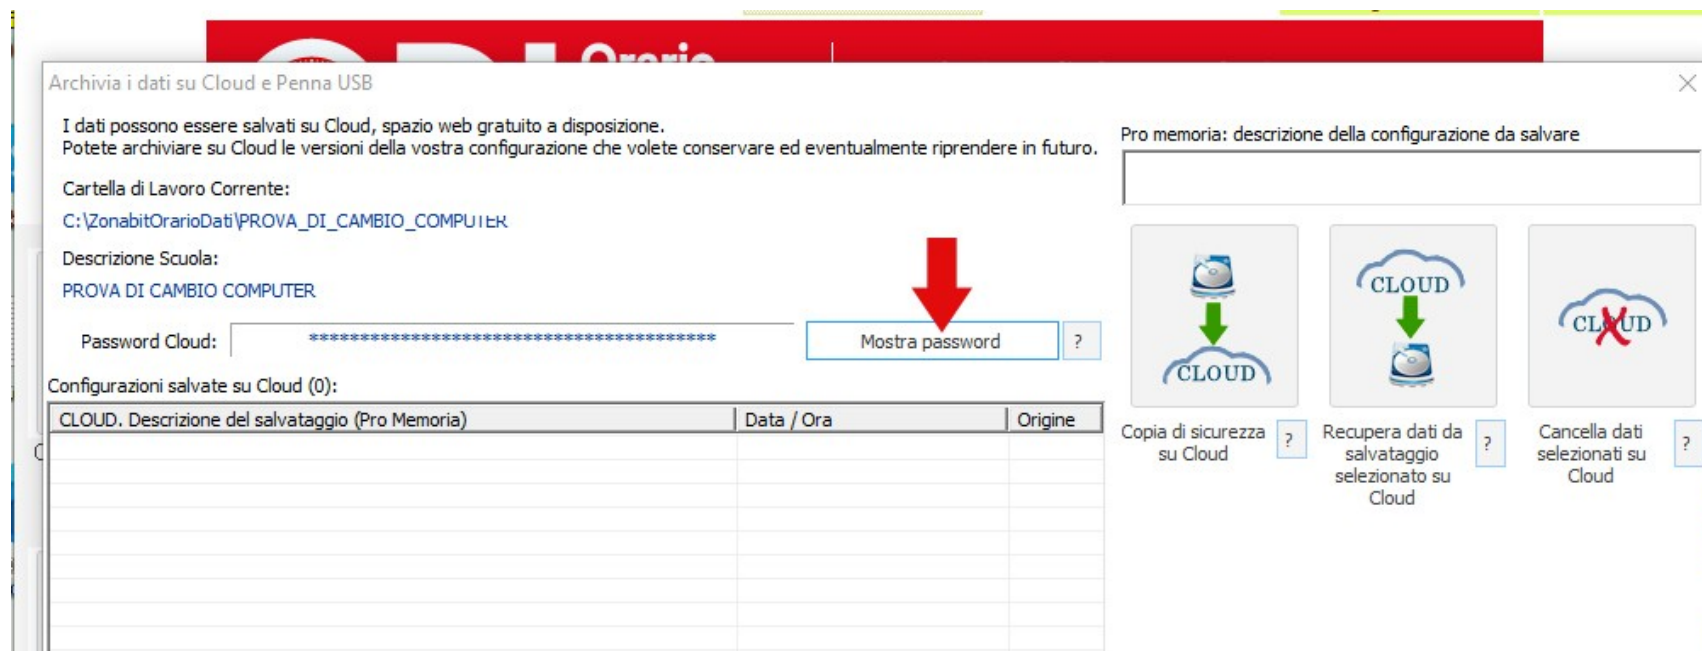 Orario
Archivia i dati su Cloud e Penna USB
I dati possono essere salvati su Cloud, spazio web gratuito a disposizione.
Potete archiviare su Cloud le versioni della vostra configurazione che volete conservare ed eventualmente riprendere in futuro.
Cartella di Lavoro Corrente:
C:\ZonabitOrarioDati\PROVA_DI_CAMBIO_COMPUTER
Descrizione Scuola:
PROVA DI CAMBIO COMPUTER
Password Cloud: **************************************** Mostra password ?
Configurazioni salvate su Cloud (0):
CLOUD. Descrizione del salvataggio (Pro Memoria) Data / Ora Origine
Pro memoria: descrizione della configurazione da salvare
CLOUD
CLOUD
CLOUD
Copia di sicurezza
su Cloud
?
Recupera dati da
salvataggio
selezionato su
Cloud
?
Cancella dati
selezionati su
Cloud
?